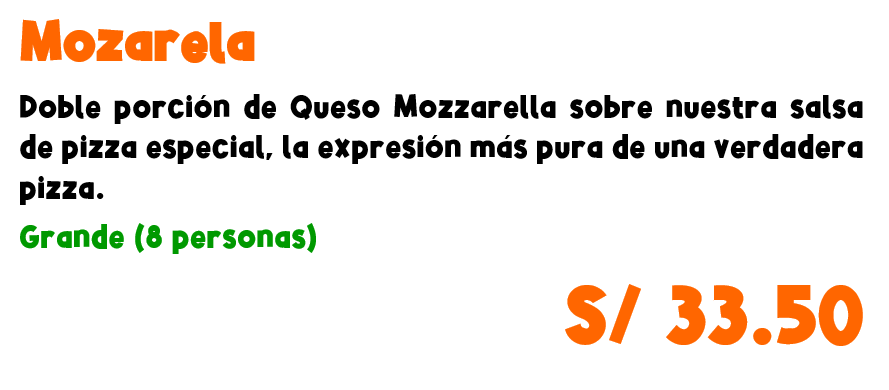 Mozarela
Doble porción de Queso Mozzarella sobre nuestra salsa
de pizza especial, la expresión más pura de una verdadera
pizza.
Grande (8 personas)
S/ 33.50